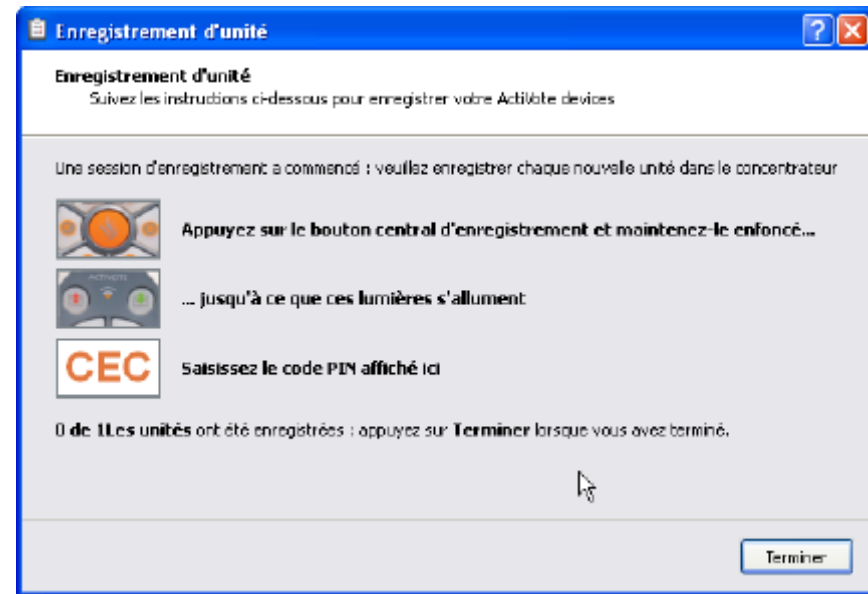 Enregistrement d'unité
Enregistrement d'unité
Suivez les instructions ci-dessous pour enregistrer votre ActiVote devices
Une session d'enregistrement a commencé : veuillez enregistrer chaque nouvelle unité dans le concentrateur
Appuyez sur le bouton central d'enregistrement et maintenez-le enfoncé...
ACTIVOTE
... jusqu'à ce que ces lumières s'allument
CEC
Saisissez le code PIN affiché ici
0 de 1Les unités ont été enregistrées : appuyez sur Terminer lorsque vous avez terminé.
Terminer